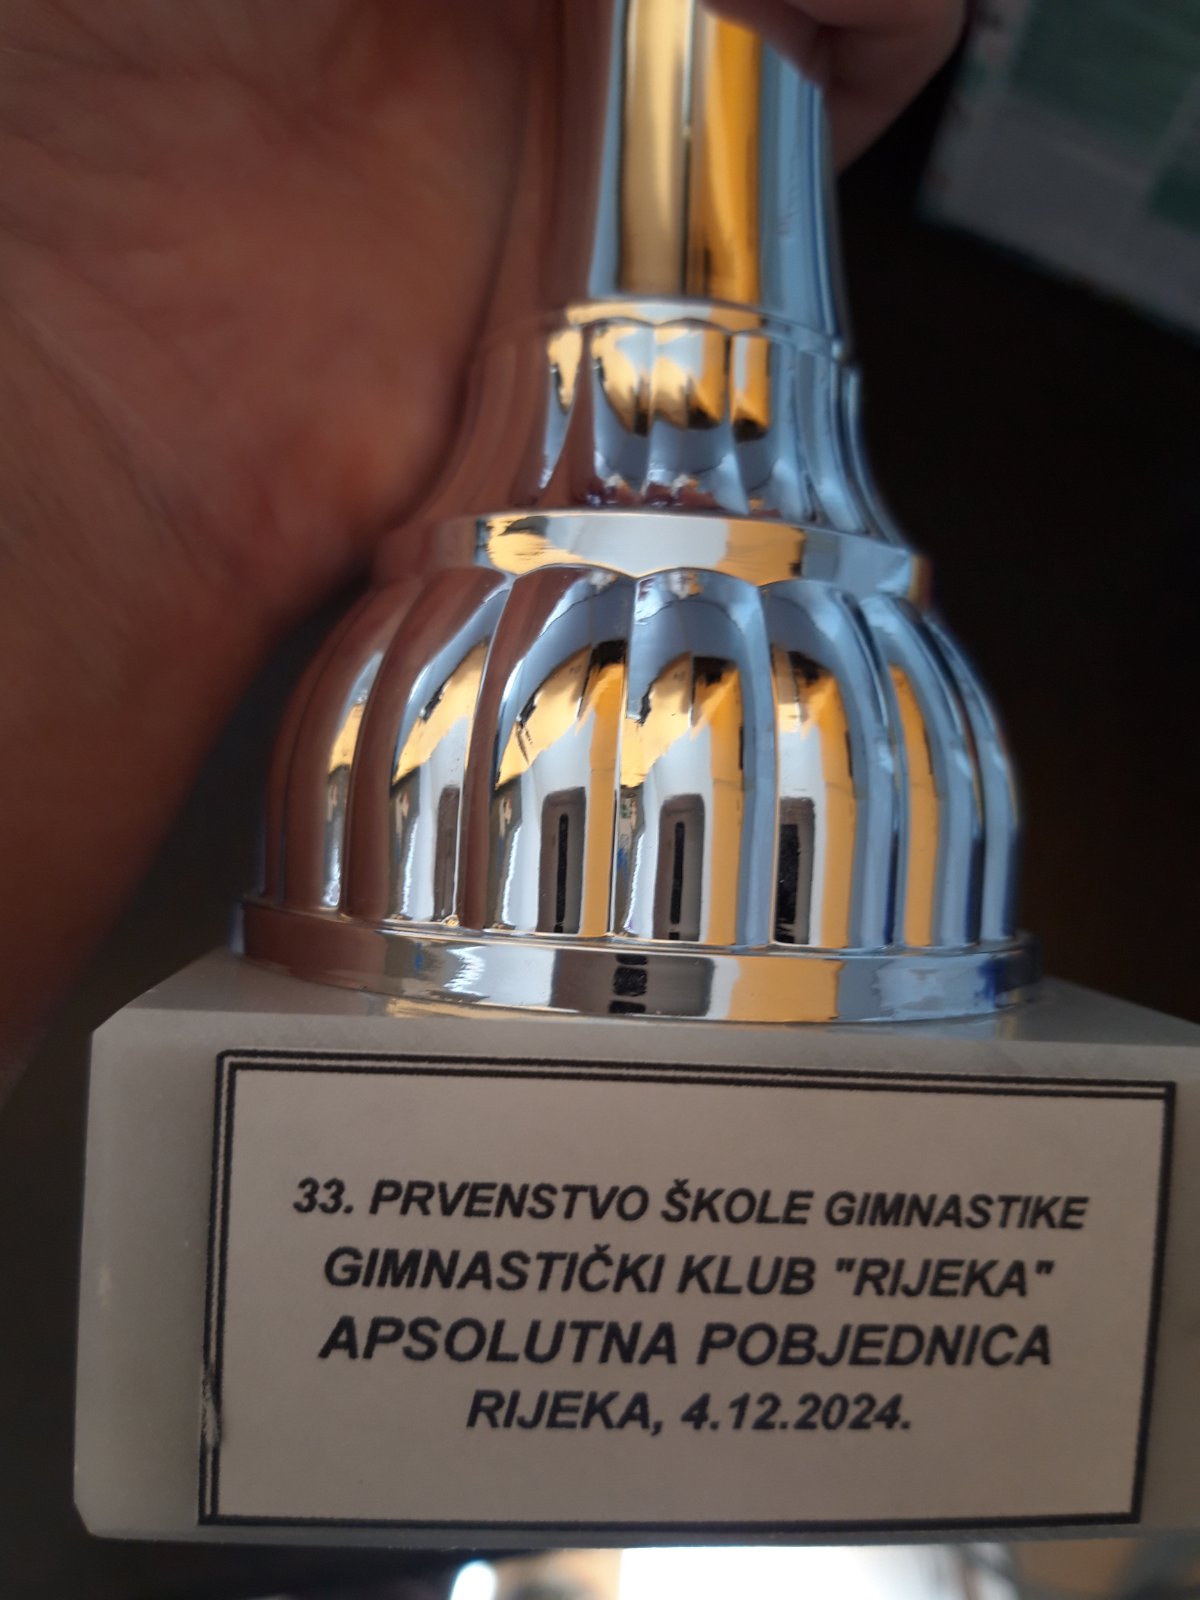 33. PRVENSTVO ŠKOLE GIMNASTIKE
GIMNASTIČKI KLUB "RIJEKA"
APSOLUTNA POBJEDNICA
RIJEKA, 4.12.2024.